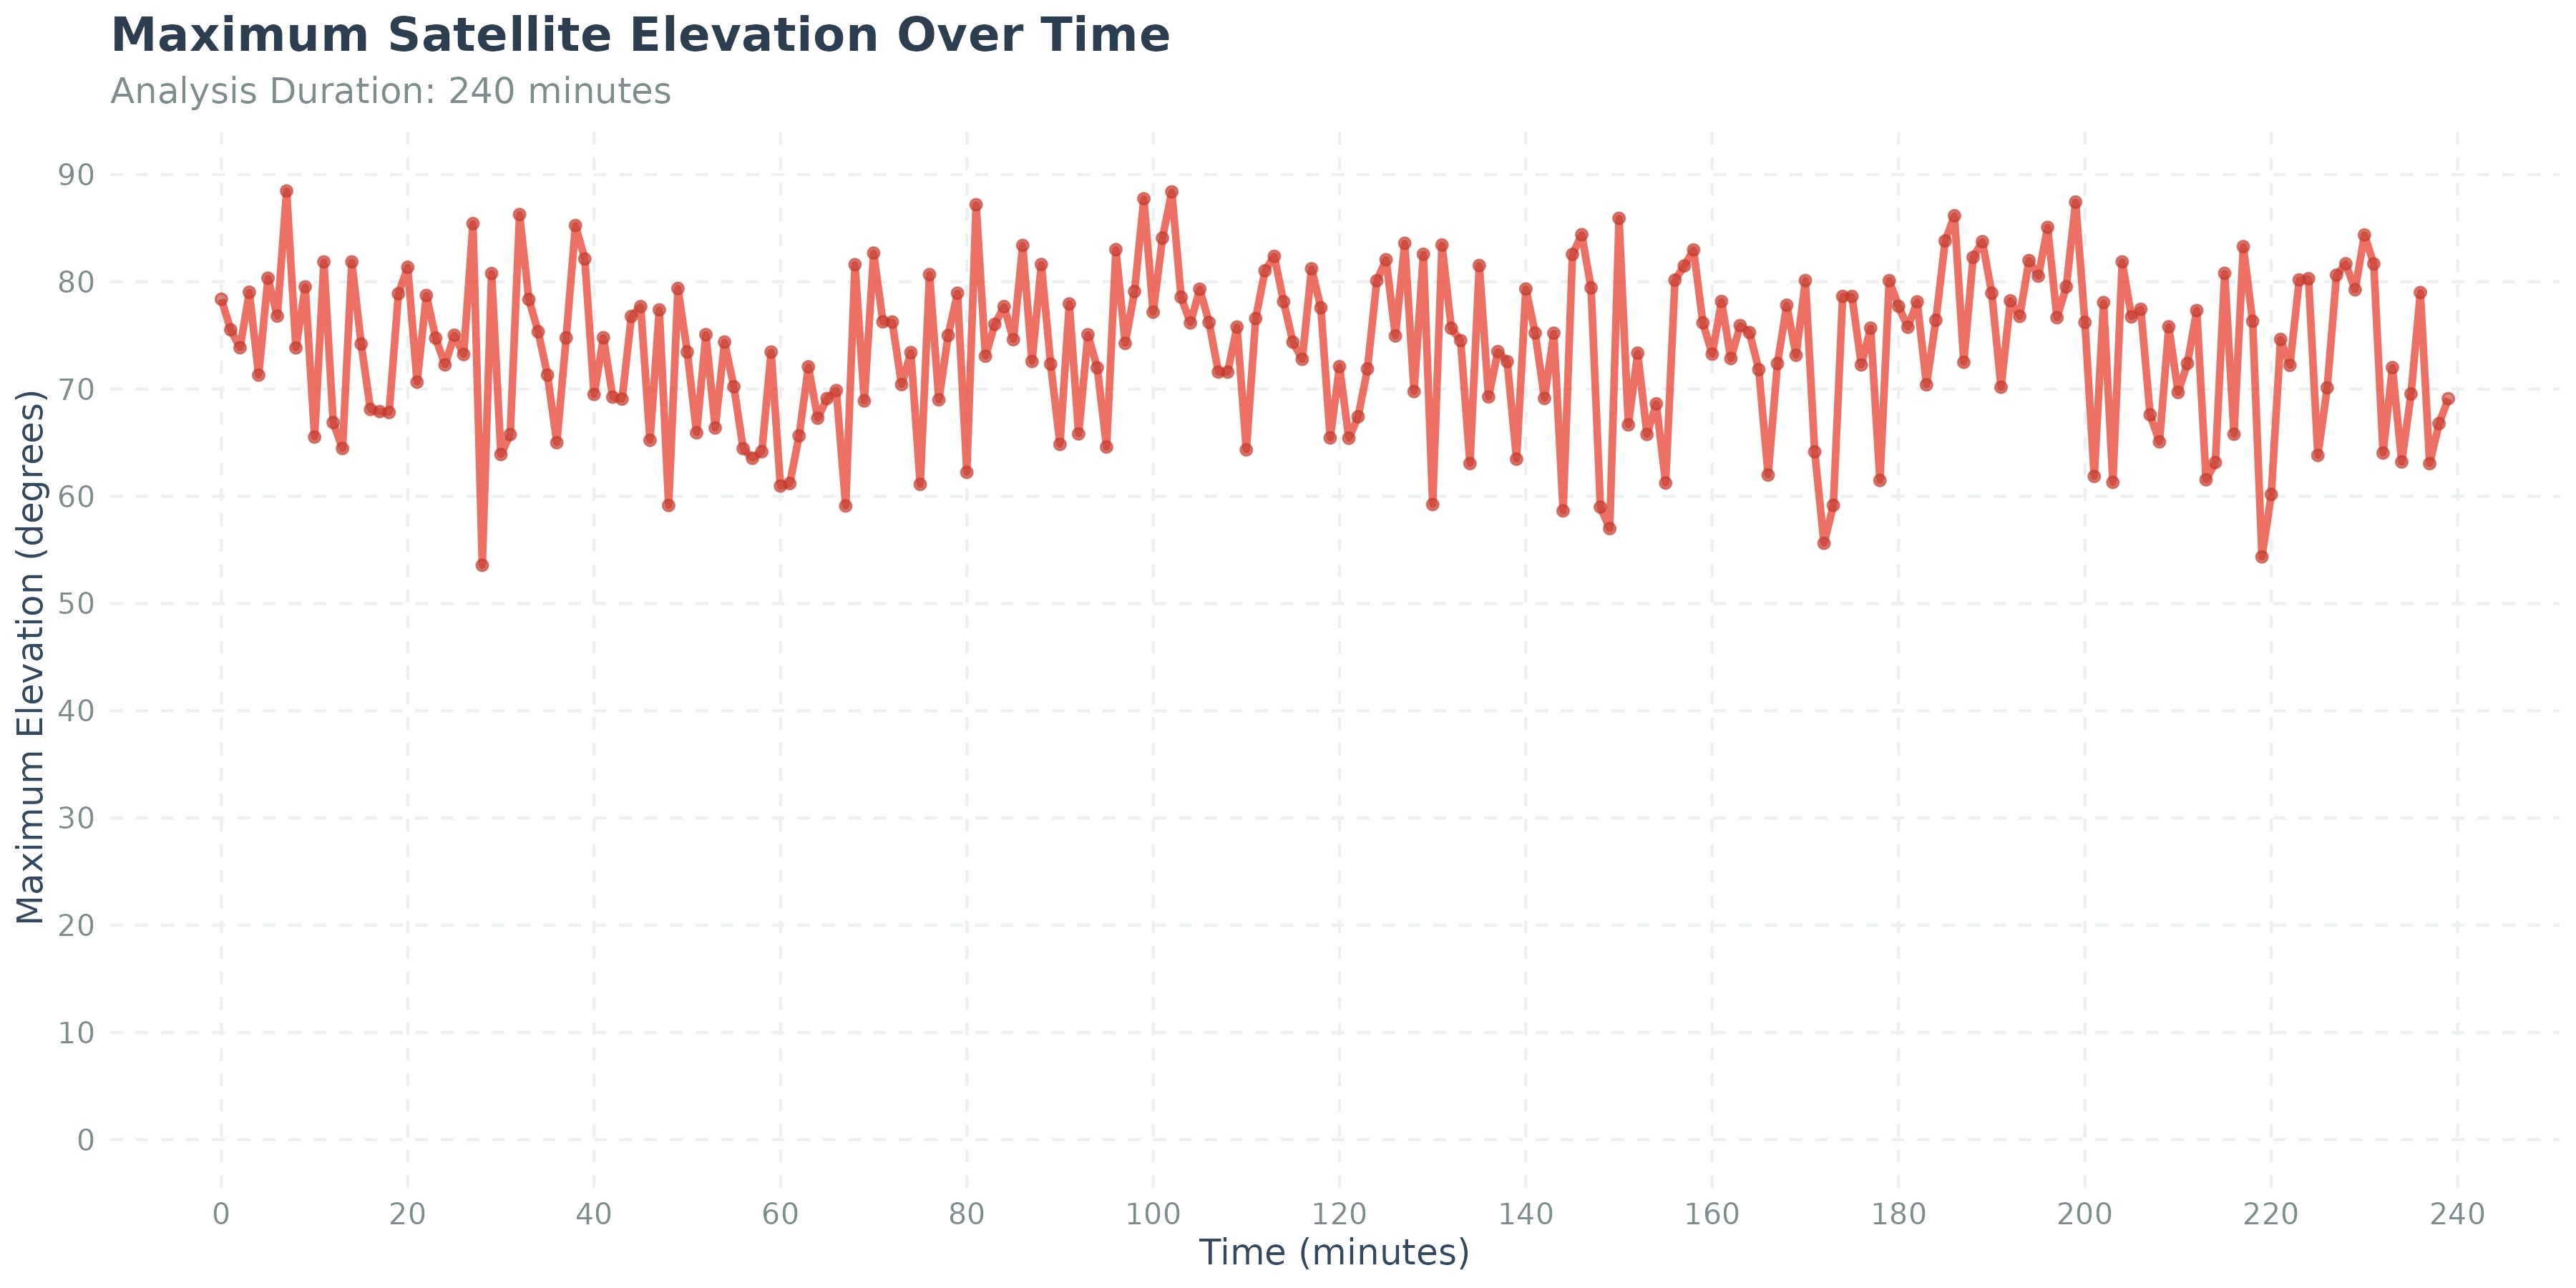 Maximum Satellite Elevation Over Time
Analysis Duration: 240 minutes
Maximum Elevation (degrees)
90
80
70
60
50
40
30
20
10
0
0 20 40 60 80 100 120 140 160 180 200 220 240
Time (minutes)